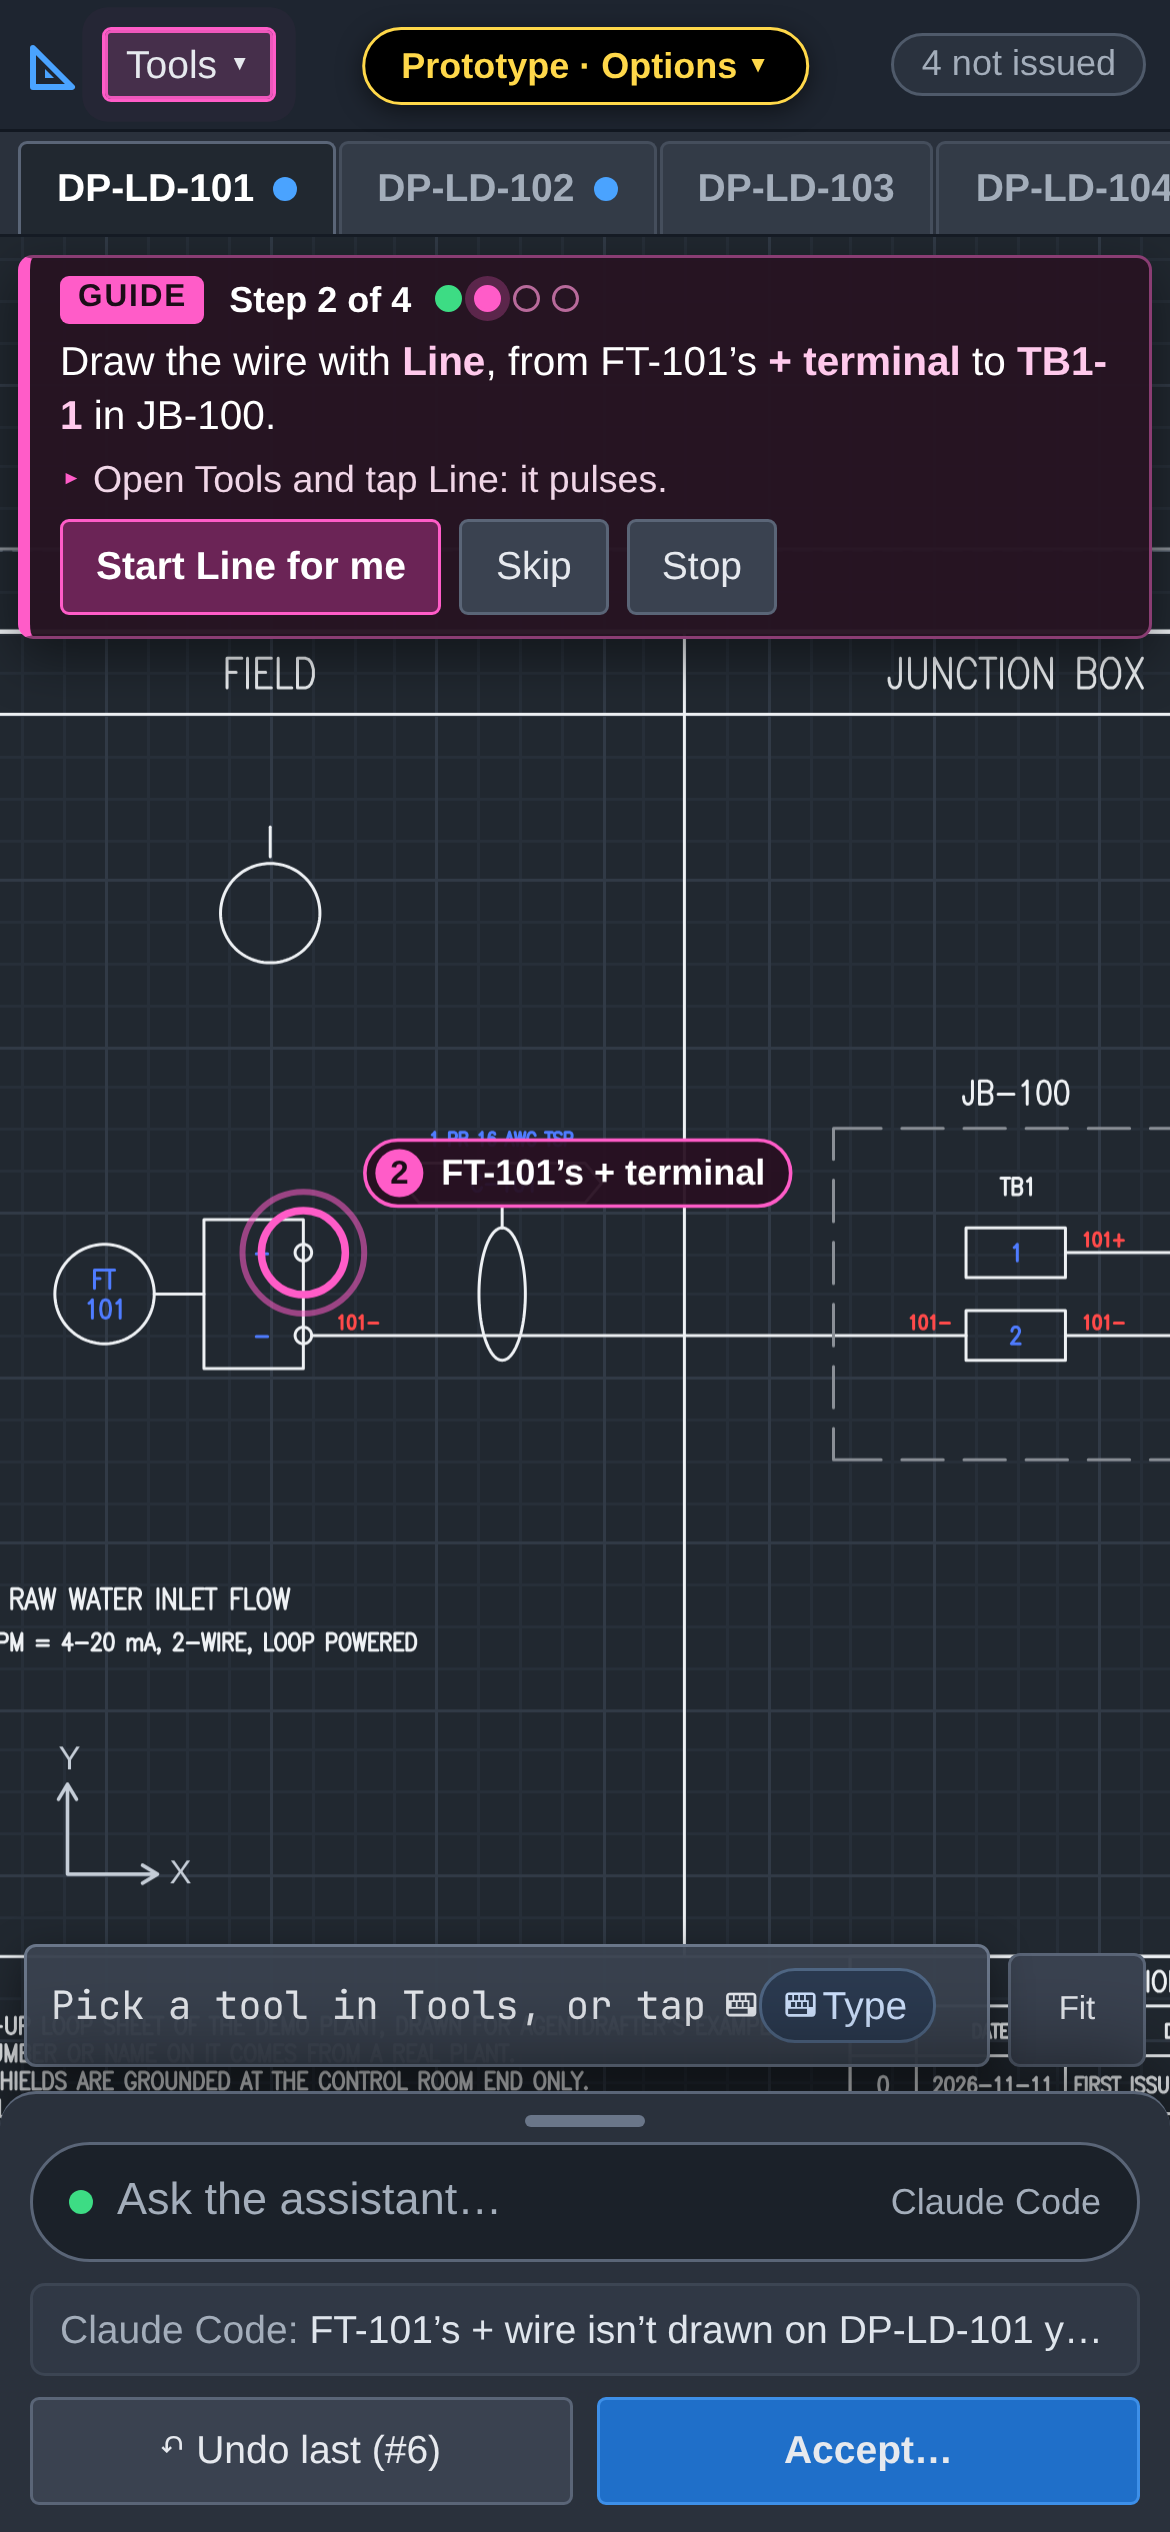 Tools ▼
Prototype · Options ▼
4 not issued
DP-LD-101
DP-LD-102
DP-LD-103
DP-LD-104
GUIDE Step 2 of 4
Draw the wire with Line, from FT-101’s + terminal to TB1-
1 in JB-100.
▸ Open Tools and tap Line: it pulses.
Start Line for me
Skip
Stop
FIELD
JUNCTION BOX
JB-100
2 FT-101’s + terminal
TB1
1
101+
FT
101
–
101-
101-
2
101-
RAW WATER INLET FLOW
= 4-20 mA, 2-WIRE, LOOP POWERED
Y
X
Pick a tool in Tools, or tap ⌨
⌨ Type
Fit
SHIELDS ARE GROUNDED AT THE CONTROL ROOM END ONLY.
0
2026-11-11
FIRST
Ask the assistant…
Claude Code
Claude Code: FT-101’s + wire isn’t drawn on DP-LD-101 y…
↶ Undo last (#6)
Accept…